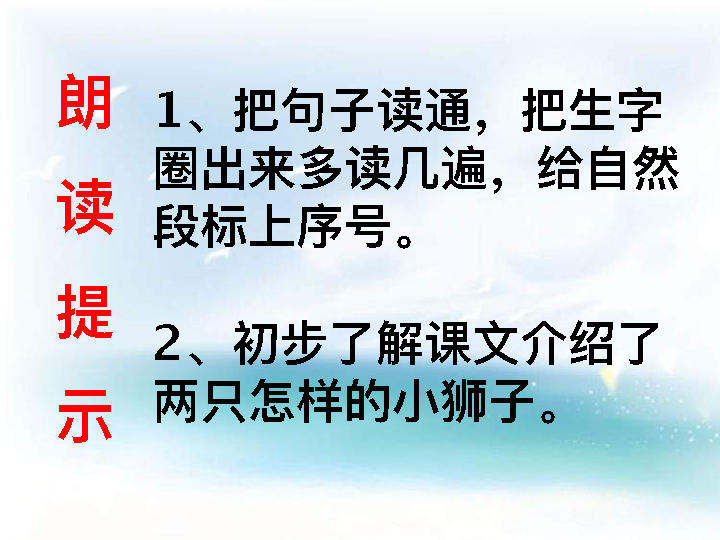 朗读提示
1、把句子读通，把生字
圈出来多读几遍，给自然
段标上序号。
2、初步了解课文介绍了
两只怎样的小狮子。